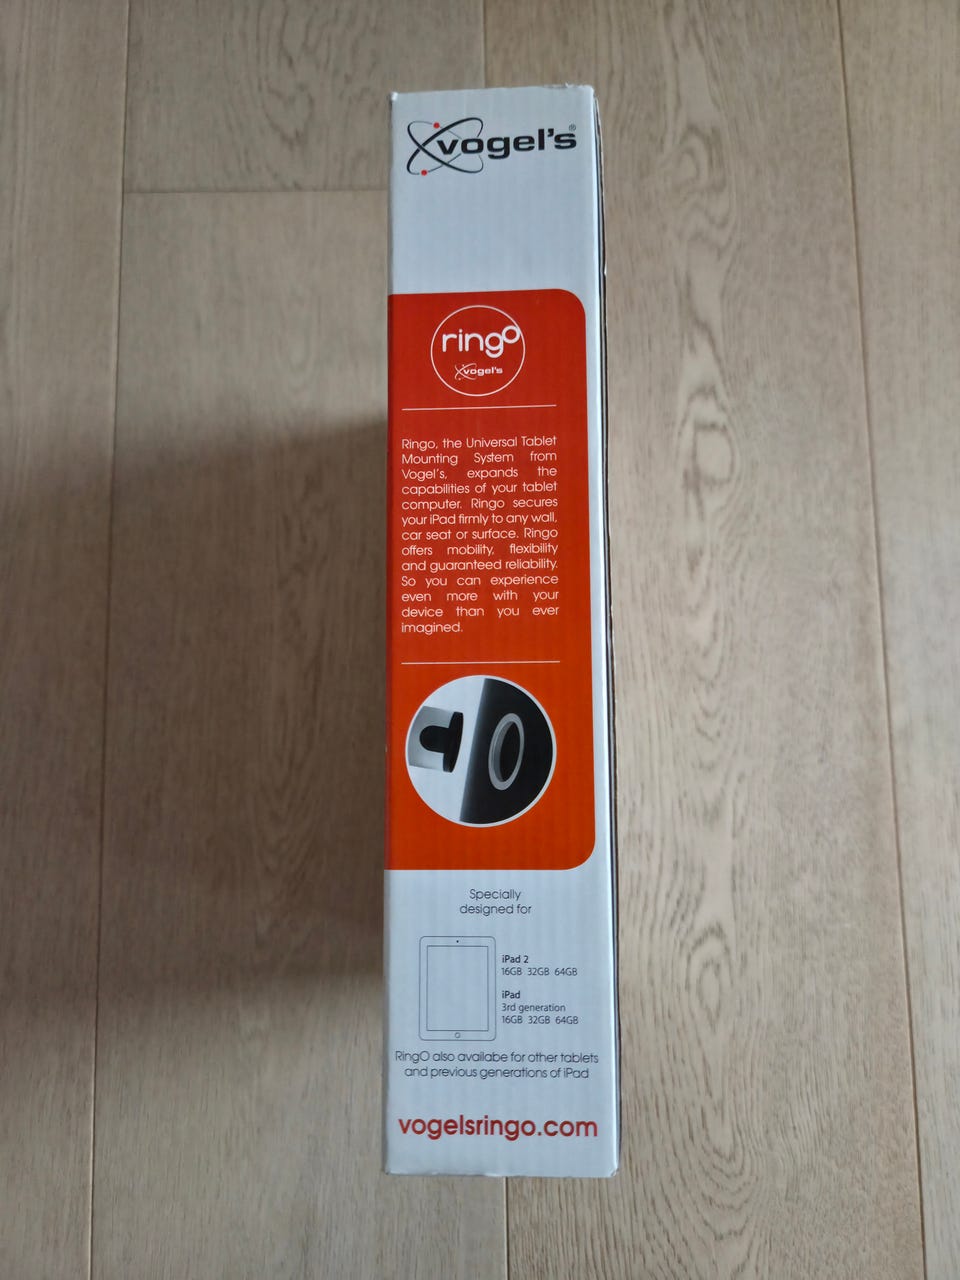 vogel's®
ringo
vogel's
Ringo, the Universal Tablet
Mounting System from
Vogel's, expands the
capabilities of your tablet
computer. Ringo secures
your iPad firmly to any wall,
car seat or surface. Ringo
offers mobility, flexibility
and guaranteed reliability.
So you can experience
even more with your
device than you ever
imagined.
Specially
designed for
iPad 2
16GB 32GB 64GB
iPad
3rd generation
16GB 32GB 64GB
RingO also availabe for other tablets
and previous generations of iPad
vogelsringo.com